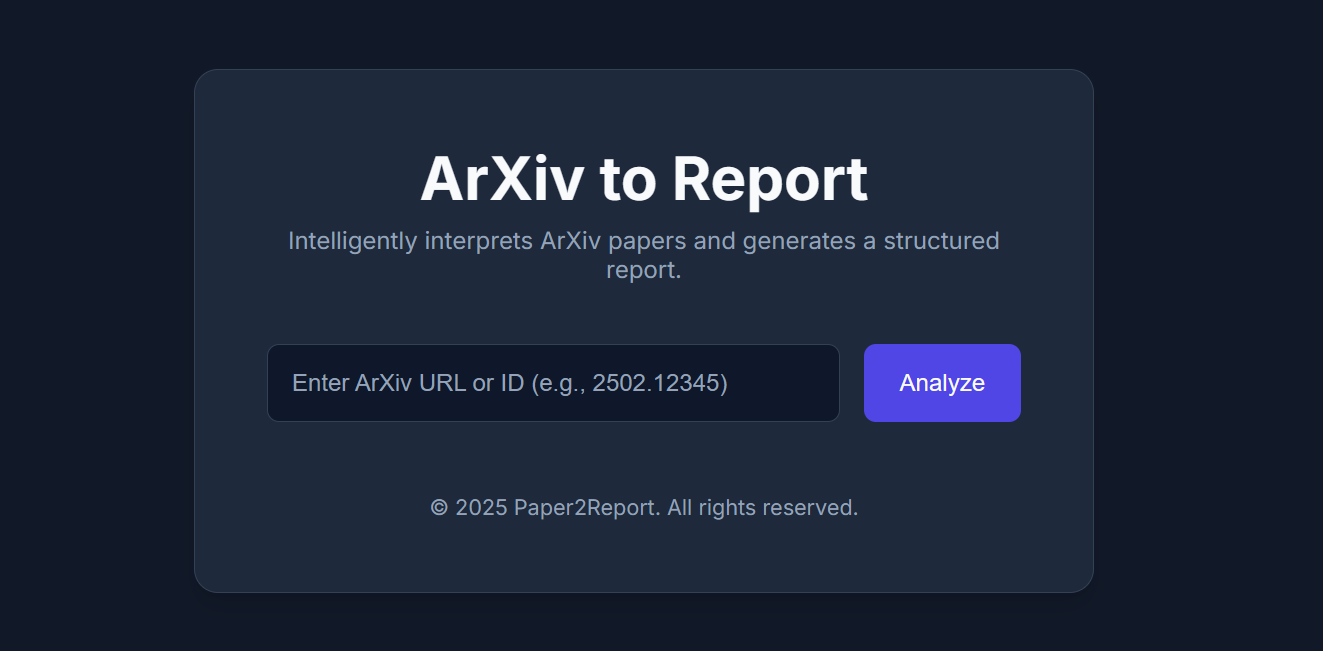 ArXiv to Report
Intelligently interprets ArXiv papers and generates a structured
report.
Enter ArXiv URL or ID (e.g., 2502.12345)
Analyze
© 2025 Paper2Report. All rights reserved.